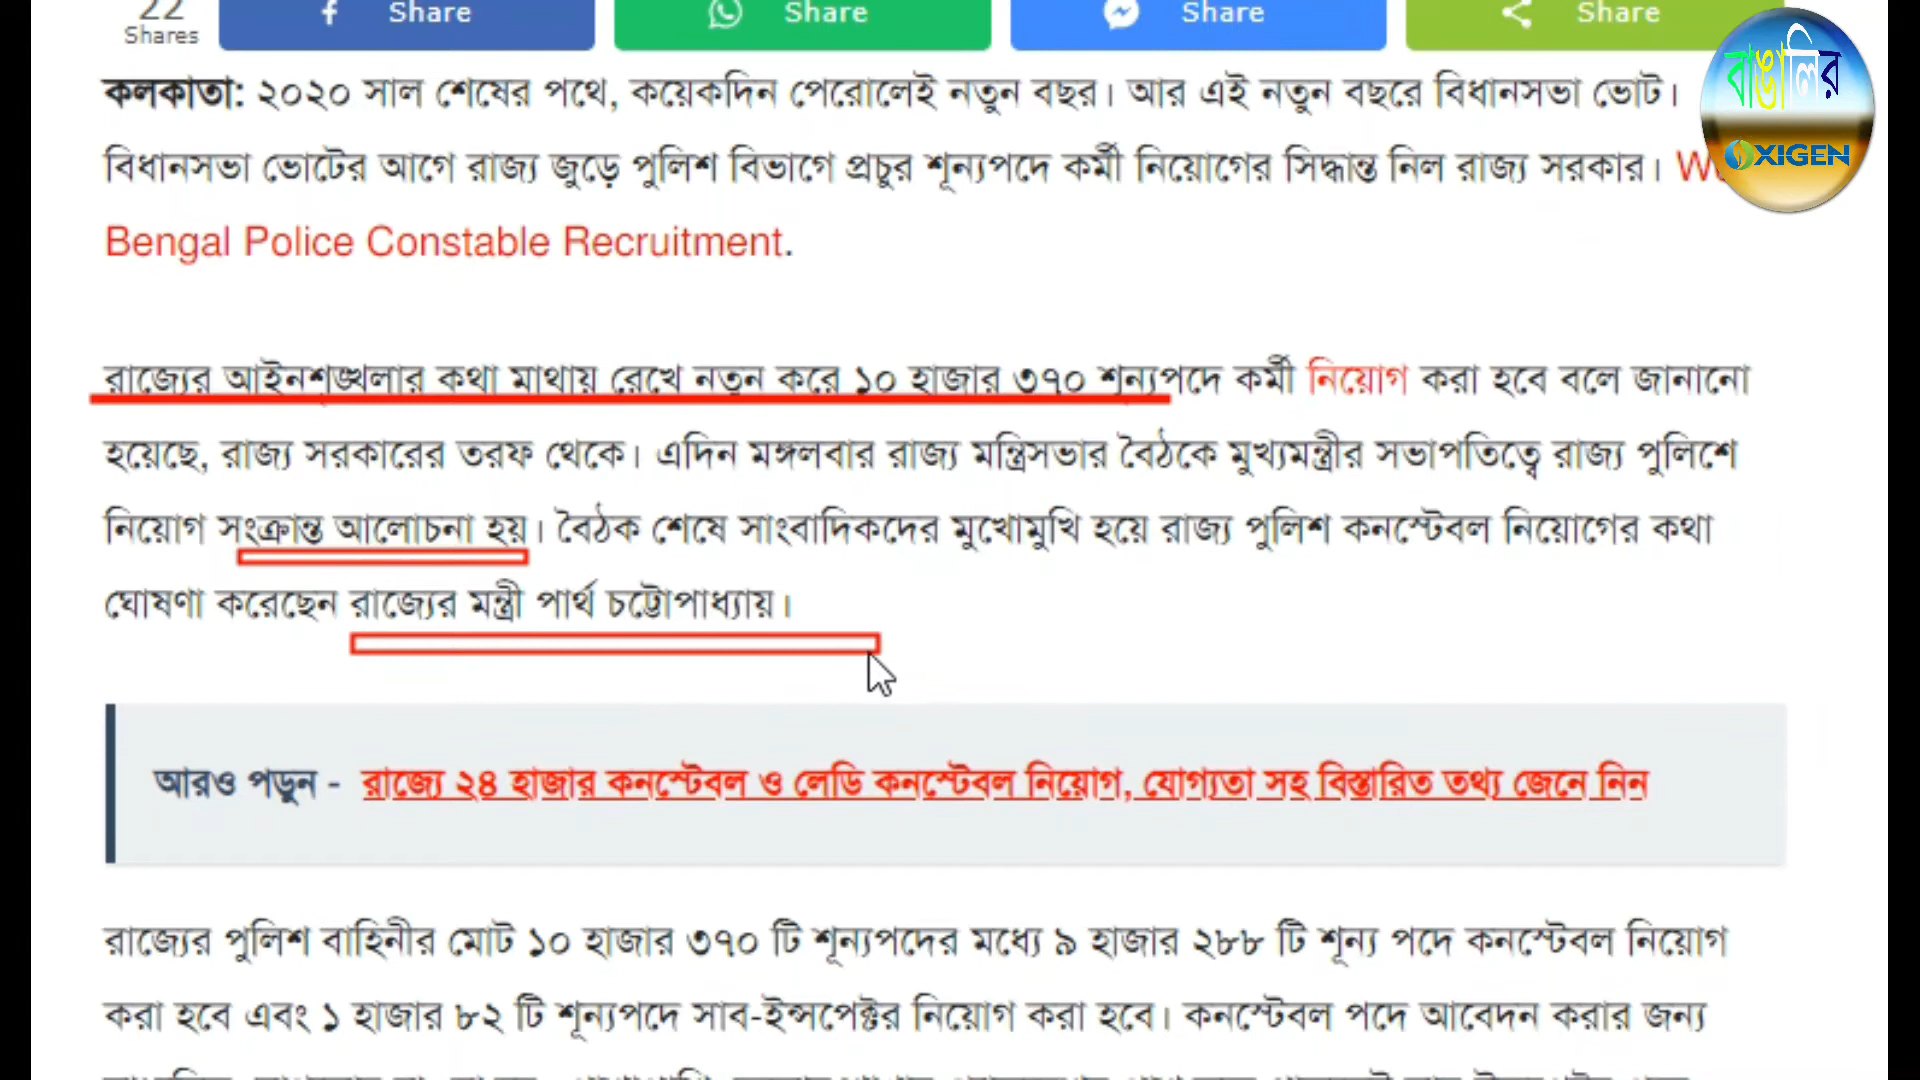 22
Shares
Share
Share
Share
Share
বাঙালির
OXIGEN
কলকাতা: ২০২০ সাল শেষের পথে, কয়েকদিন পেরোলেই নতুন বছর। আর এই নতুন বছরে বিধানসভা ভোট।
বিধানসভা ভোটের আগে রাজ্য জুড়ে পুলিশ বিভাগে প্রচুর শূন্যপদে কর্মী নিয়োগের সিদ্ধান্ত নিল রাজ্য সরকার।
Bengal Police Constable Recruitment.
রাজ্যের আইনশৃঙ্খলার কথা মাথায় রেখে নতুন করে ১০ হাজার ৩৭০ শূন্যপদে কর্মী নিয়োগ করা হবে বলে জানানো
হয়েছে, রাজ্য সরকারের তরফ থেকে। এদিন মঙ্গলবার রাজ্য মন্ত্রিসভার বৈঠকে মুখ্যমন্ত্রীর সভাপতিত্বে রাজ্য পুলিশে
নিয়োগ সংক্রান্ত আলোচনা হয়। বৈঠক শেষে সাংবাদিকদের মুখোমুখি হয়ে রাজ্য পুলিশ কনস্টেবল নিয়োগের কথা
ঘোষণা করেছেন রাজ্যের মন্ত্রী পার্থ চট্টোপাধ্যায়।
আরও পড়ুন - রাজ্যে ২৪ হাজার কনস্টেবল ও লেডি কনস্টেবল নিয়োগ, যোগ্যতা সহ বিস্তারিত তথ্য জেনে নিন
রাজ্যের পুলিশ বাহিনীর মোট ১০ হাজার ৩৭০ টি শূন্যপদের মধ্যে ৯ হাজার ২৮৮ টি শূন্য পদে কনস্টেবল নিয়োগ
করা হবে এবং ১ হাজার ৮২ টি শূন্যপদে সাব-ইন্সপেক্টর নিয়োগ করা হবে। কনস্টেবল পদে আবেদন করার জন্য